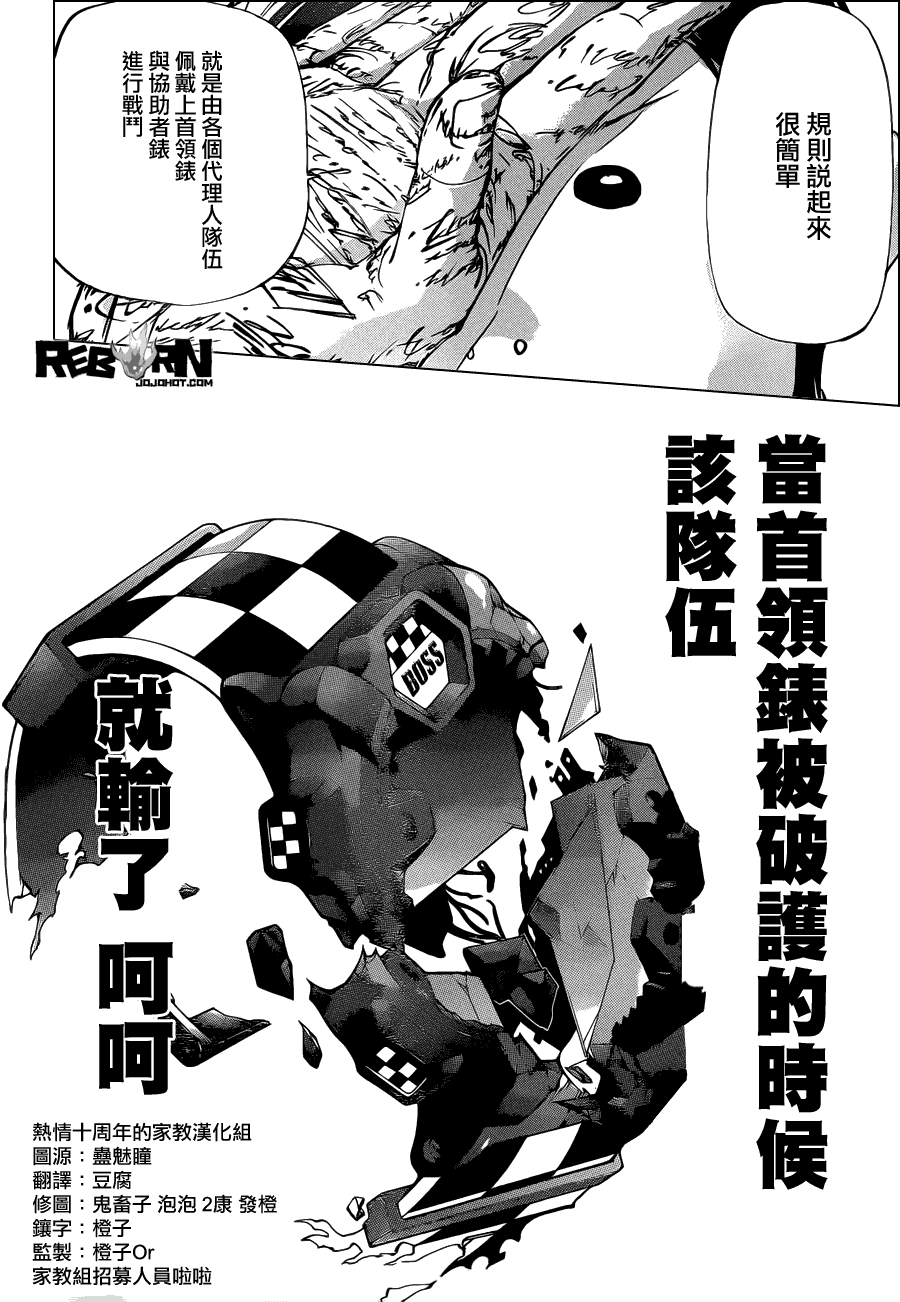 規則説起來
很簡單
就是由各個代理人隊伍
佩戴上首領錶
與協助者錶
進行戰鬥
REBORN
JOJOHOT.COM
當首領錶被破護的時候
該隊伍
BOSS
就輸了 呵呵
熱情十周年的家教漢化組
圖源：蠱魅瞳
翻譯：豆腐
修圖：鬼畜子 泡泡 2康 發橙
鑲字：橙子
監製：橙子Or
家教組招募人員啦啦